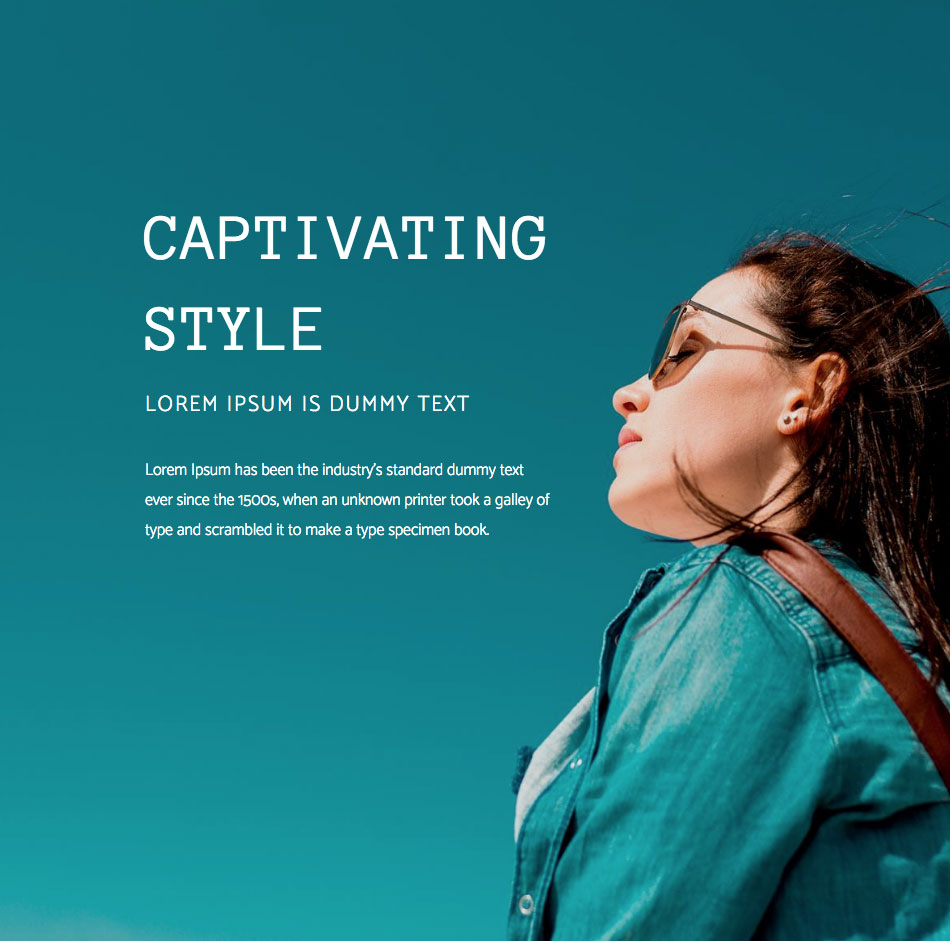 CAPTIVATING
STYLE
LOREM IPSUM IS DUMMY TEXT
Lorem Ipsum has been the industry's standard dummy text
ever since the 1500s, when an unknown printer took a galley of
type and scrambled it to make a type specimen book.